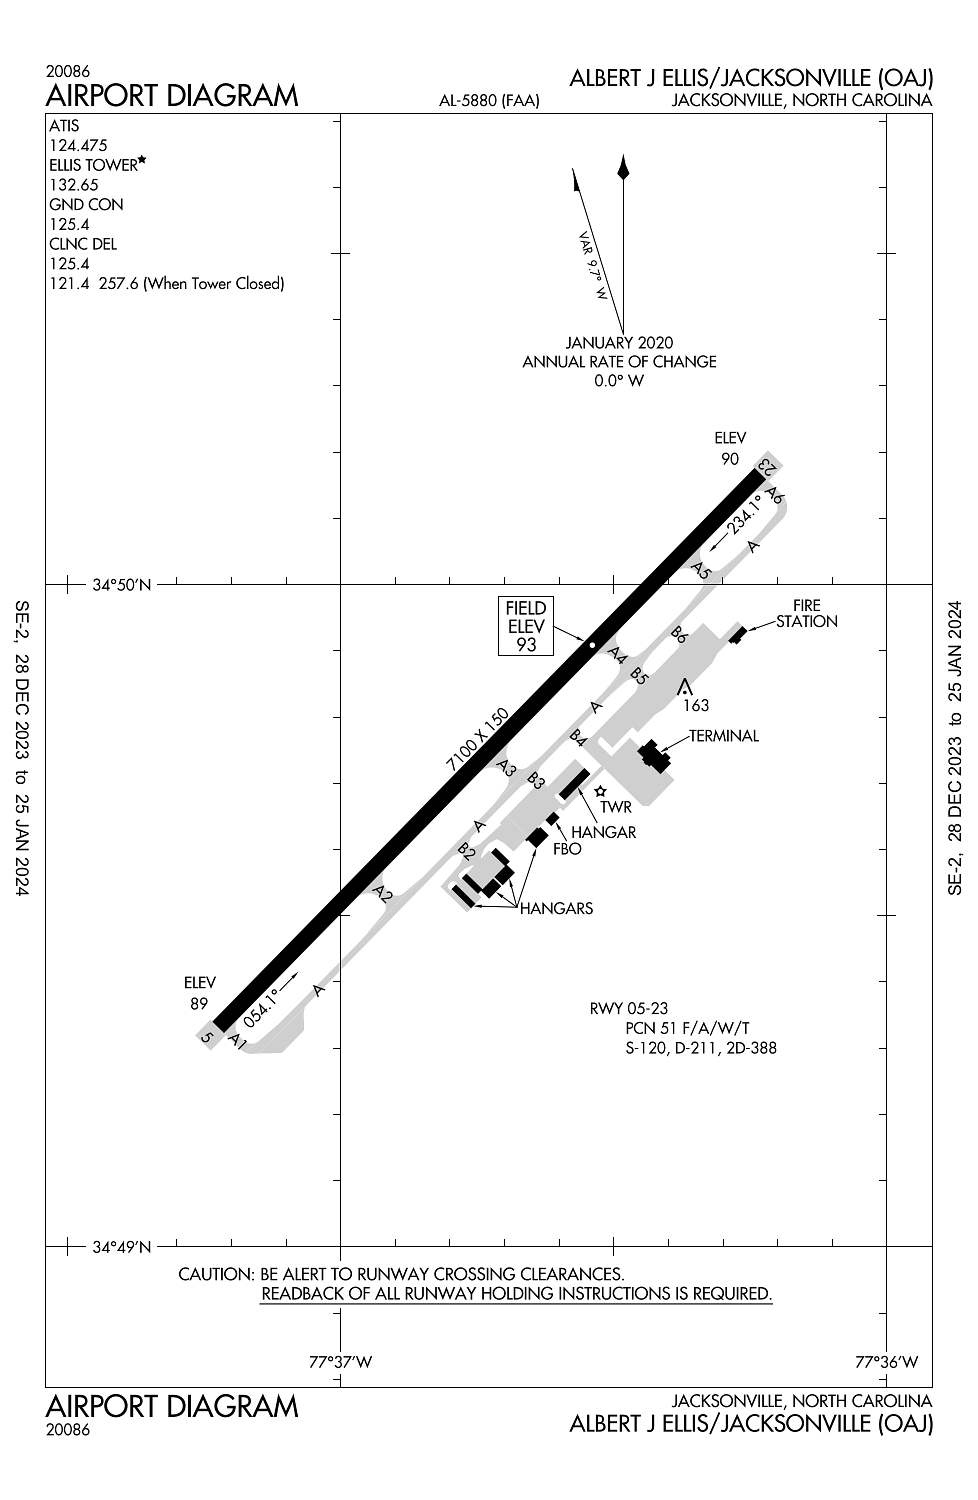 20086
AIRPORT DIAGRAM
AL-5880 (FAA)
ALBERT J ELLIS/JACKSONVILLE (OAJ)
JACKSONVILLE, NORTH CAROLINA
ATIS
124.475
ELLIS TOWER★
132.65
GND CON
125.4
CLNC DEL
125.4
121.4 257.6 (When Tower Closed)
VAR 9.7° W
JANUARY 2020
ANNUAL RATE OF CHANGE
0.0° W
ELEV
90
23
A6
234.1°
A
A5
34°50'N
FIELD
ELEV
93
FIRE
STATION
B6
A4
B5
163
A
7100 X 150
B4
TERMINAL
A3
B3
TWR
HANGAR
FBO
A
B2
A2
HANGARS
ELEV
89
054.1°
A
5
A1
RWY 05-23
PCN 51 F/A/W/T
S-120, D-211, 2D-388
SE-2, 28 DEC 2023 to 25 JAN 2024
SE-2, 28 DEC 2023 to 25 JAN 2024
34°49'N
CAUTION: BE ALERT TO RUNWAY CROSSING CLEARANCES.
READBACK OF ALL RUNWAY HOLDING INSTRUCTIONS IS REQUIRED.
77°37'W
77°36'W
AIRPORT DIAGRAM
20086
JACKSONVILLE, NORTH CAROLINA
ALBERT J ELLIS/JACKSONVILLE (OAJ)